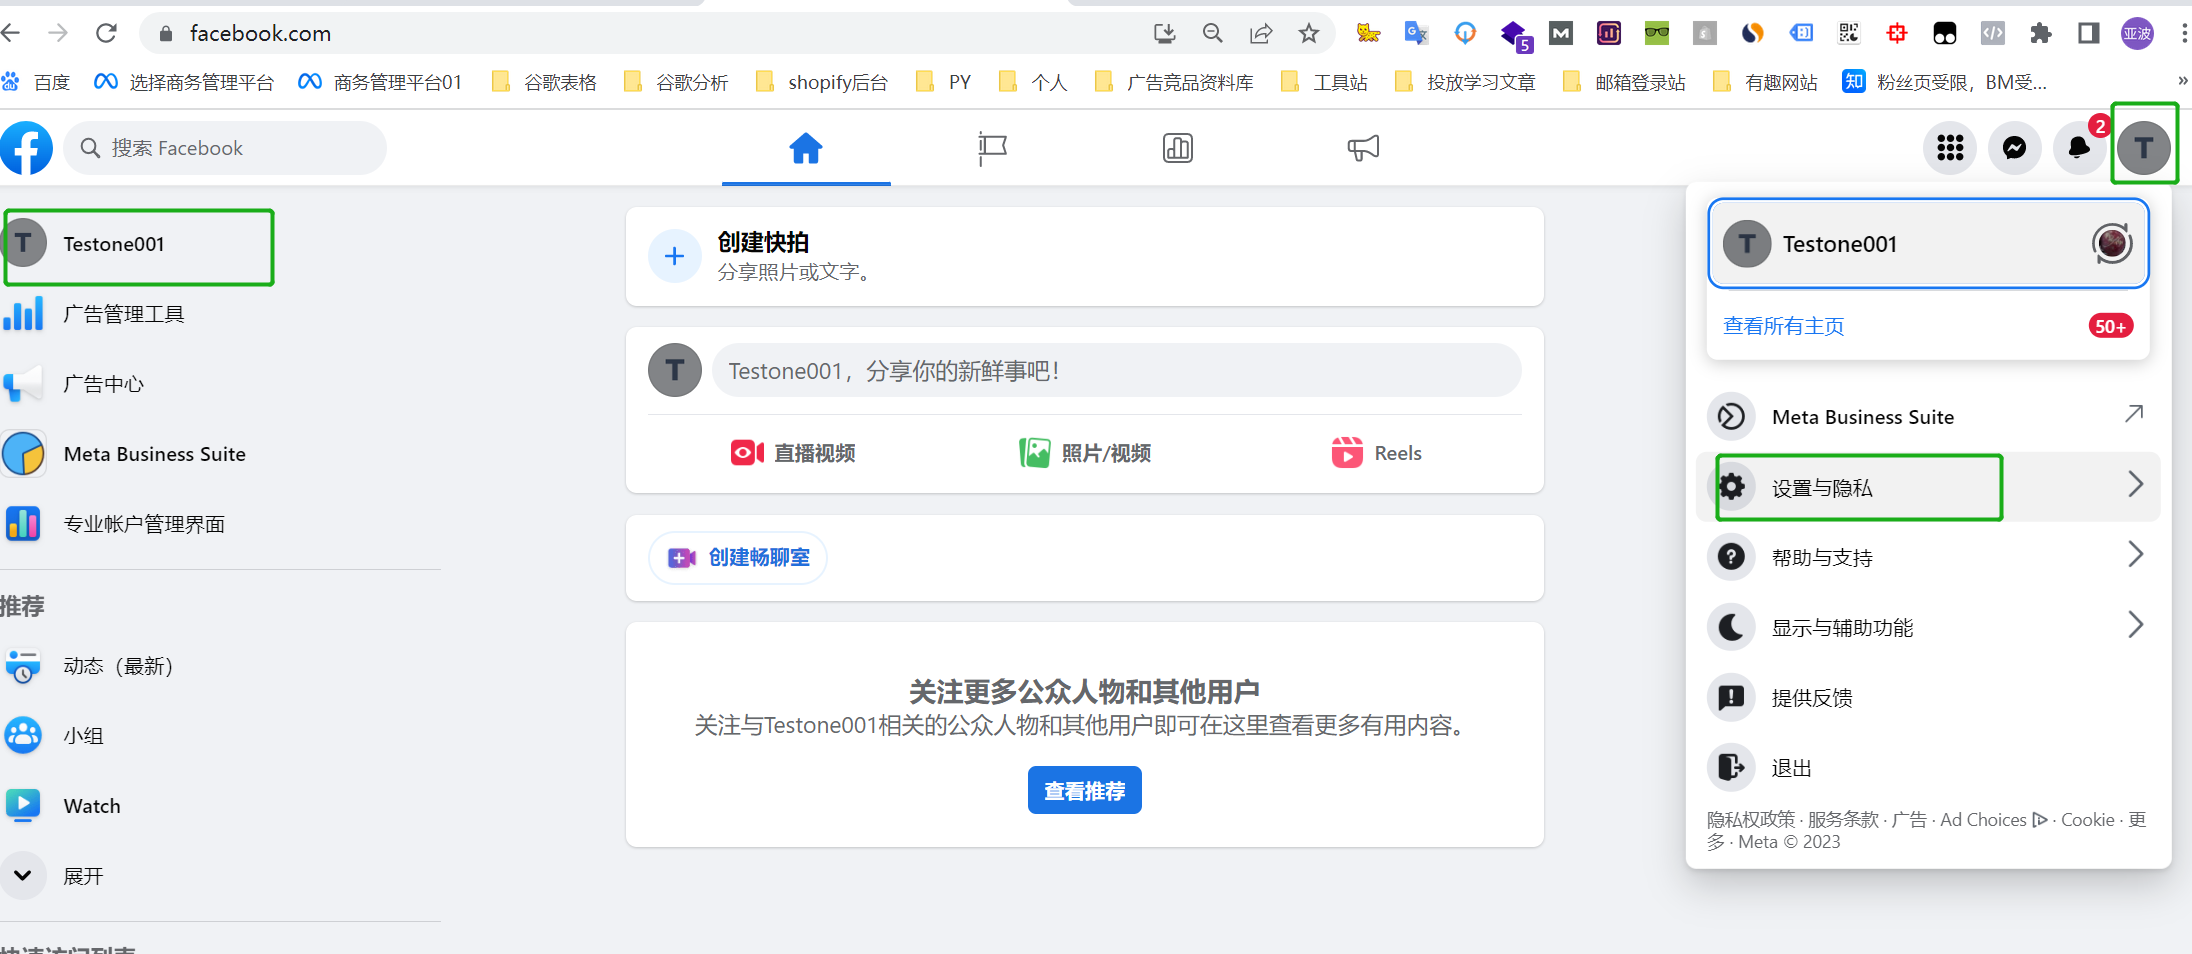 facebook.com
5
亚波
百度
选择商务管理平台
商务管理平台01
谷歌表格
谷歌分析
shopify后台
PY
个人
广告竞品资料库
工具站
投放学习文章
邮箱登录站
有趣网站
知 粉丝页受限，BM受...
»
搜索 Facebook
2
T
T Testone001
广告管理工具
广告中心
Meta Business Suite
专业帐户管理界面
推荐
动态（最新）
小组
Watch
展开
快速访问列表
创建快拍
分享照片或文字。
T
Testone001，分享你的新鲜事吧！
直播视频
照片/视频
Reels
创建畅聊室
关注更多公众人物和其他用户
关注与Testone001相关的公众人物和其他用户即可在这里查看更多有用内容。
查看推荐
T Testone001
查看所有主页
50+
Meta Business Suite
设置与隐私
帮助与支持
显示与辅助功能
提供反馈
退出
隐私权政策 · 服务条款 · 广告 · Ad Choices · Cookie · 更
多 · Meta © 2023